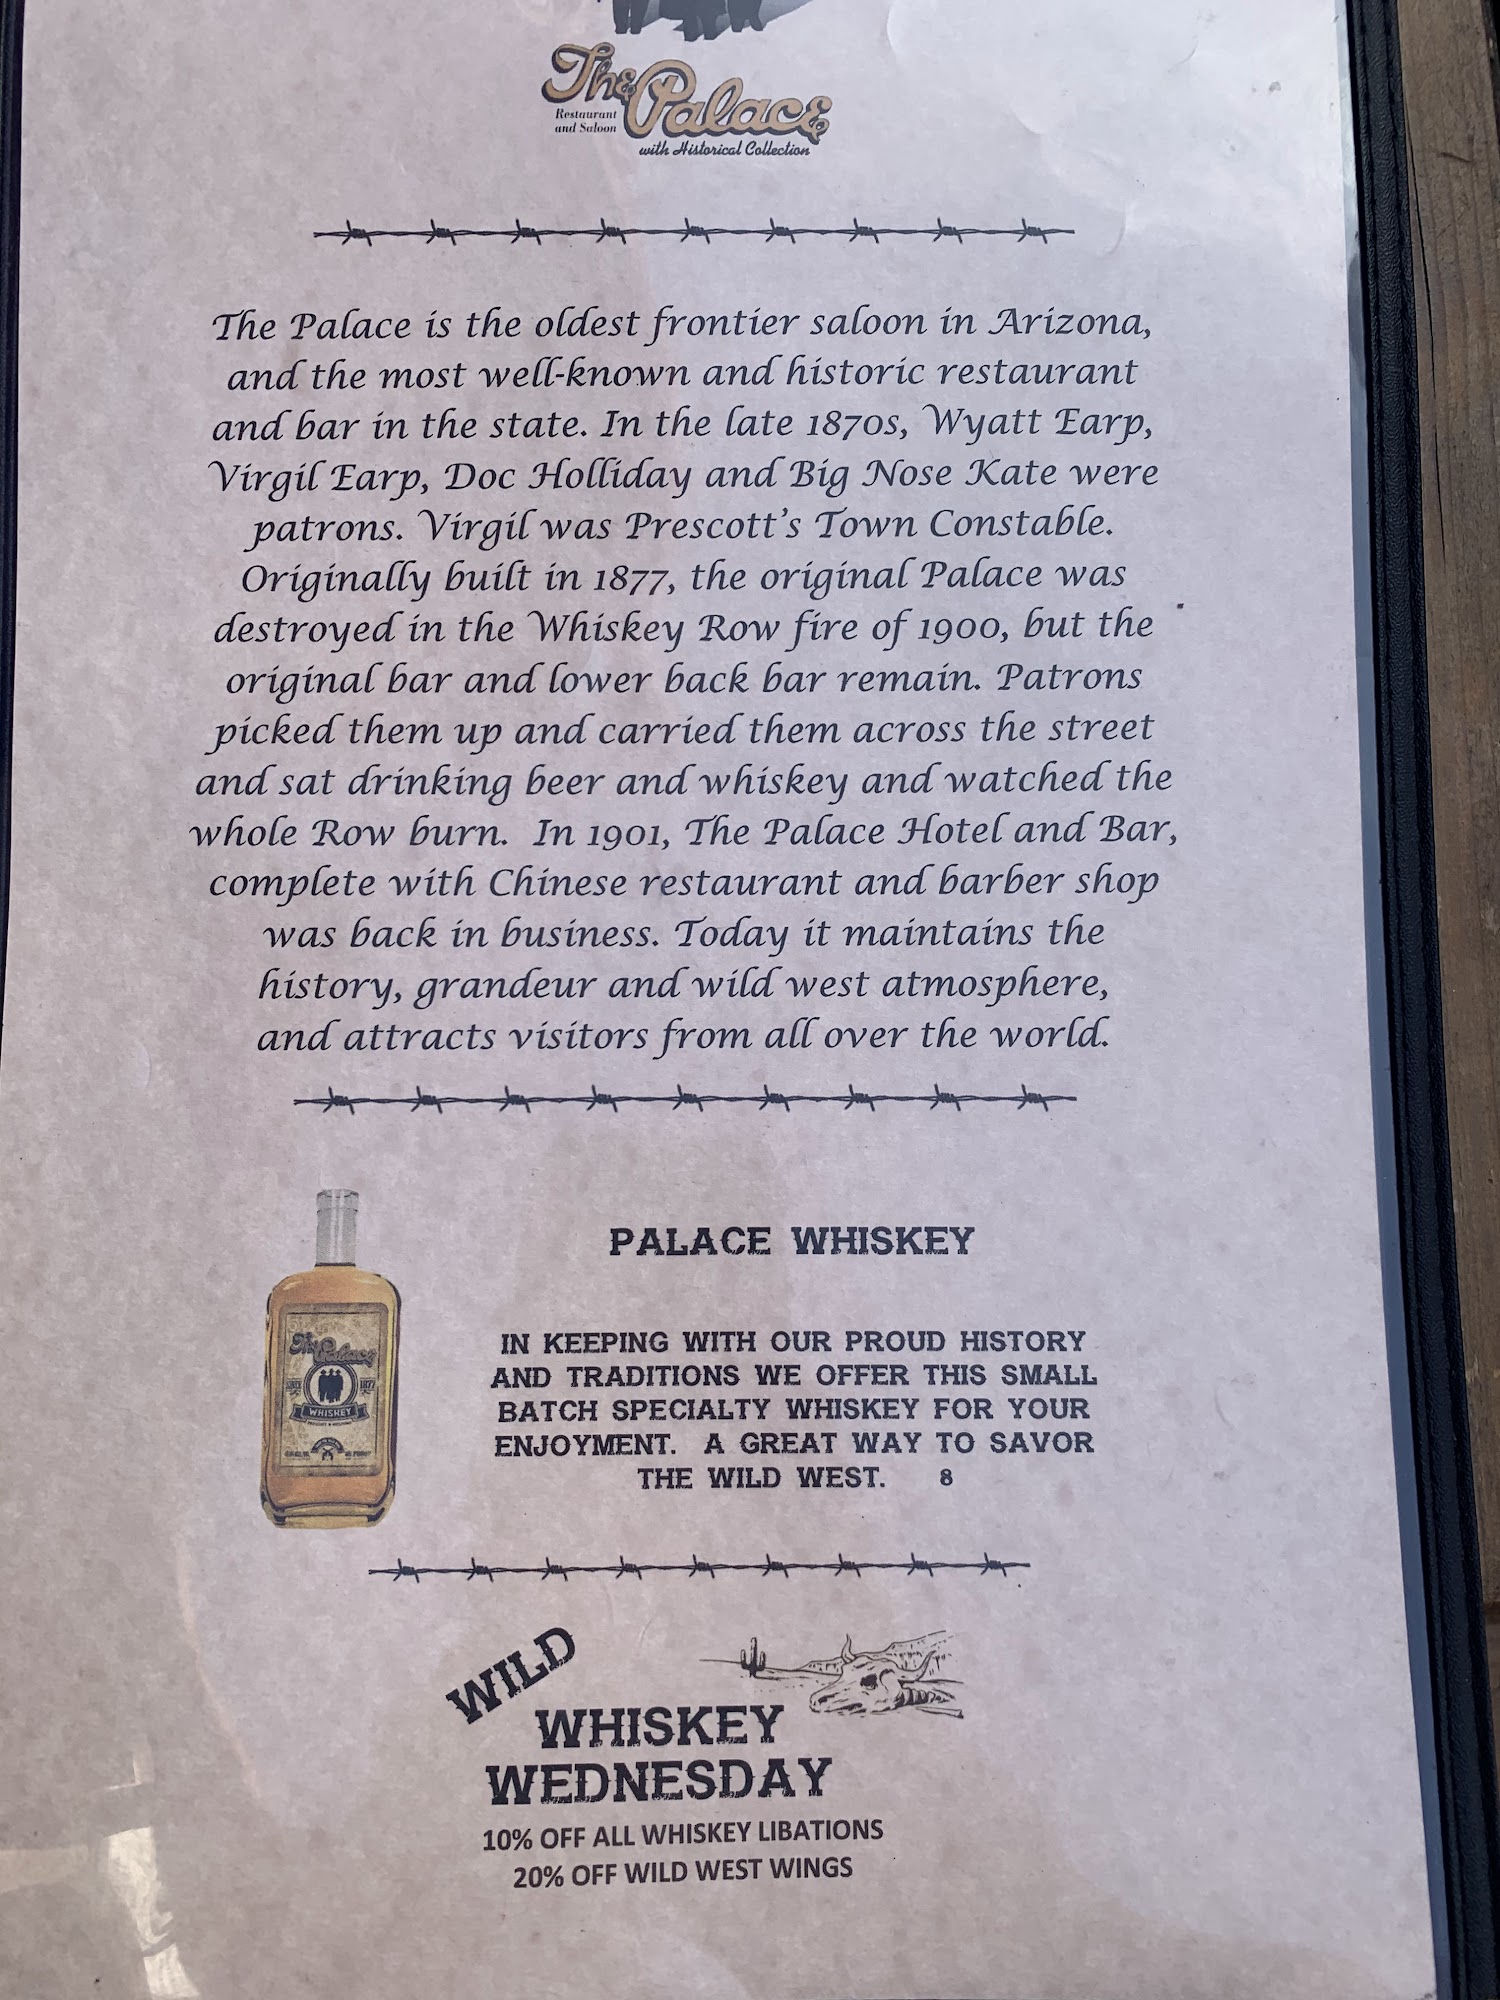 The Palace
Restaurant
and Saloon
with Historical Collection
The Palace is the oldest frontier saloon in Arizona,
and the most well-known and historic restaurant
and bar in the state. In the late 1870s, Wyatt Earp,
Virgil Earp, Doc Holliday and Big Nose Kate were
patrons. Virgil was Prescott's Town Constable.
Originally built in 1877, the original Palace was
destroyed in the Whiskey Row fire of 1900, but the
original bar and lower back bar remain. Patrons
picked them up and carried them across the street
and sat drinking beer and whiskey and watched the
whole Row burn. In 1901, The Palace Hotel and Bar,
complete with Chinese restaurant and barber shop
was back in business. Today it maintains the
history, grandeur and wild west atmosphere,
and attracts visitors from all over the world.
PALACE WHISKEY
IN KEEPING WITH OUR PROUD HISTORY
AND TRADITIONS WE OFFER THIS SMALL
BATCH SPECIALTY WHISKEY FOR YOUR
ENJOYMENT. A GREAT WAY TO SAVOR
THE WILD WEST. 8
The Palace
SINCE 1877
WHISKEY
WILD
WHISKEY
WEDNESDAY
10% OFF ALL WHISKEY LIBATIONS
20% OFF WILD WEST WINGS